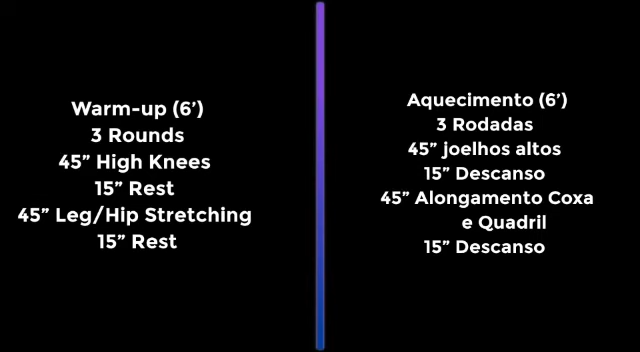 Warm-up (6’)
3 Rounds
45” High Knees
15” Rest
45” Leg/Hip Stretching
15” Rest
Aquecimento (6’)
3 Rodadas
45” joelhos altos
15” Descanso
45” Alongamento Coxa
e Quadril
15” Descanso